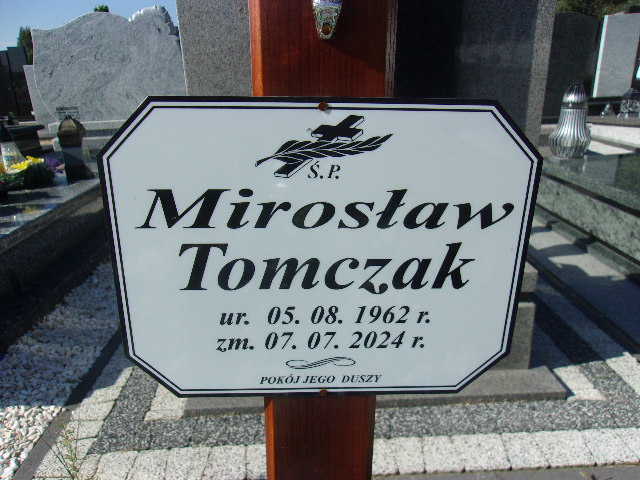 Ś.P.
Mirosław
Tomczak
ur. 05. 08. 1962 r.
zm. 07. 07. 2024 r.
POKÓJ JEGO DUSZY